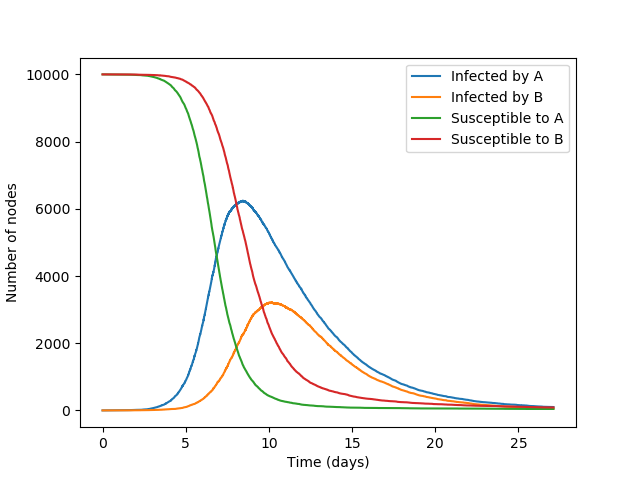 10000
8000
6000
4000
2000
0
Number of nodes
Infected by A
Infected by B
Susceptible to A
Susceptible to B
0 5 10 15 20 25
Time (days)